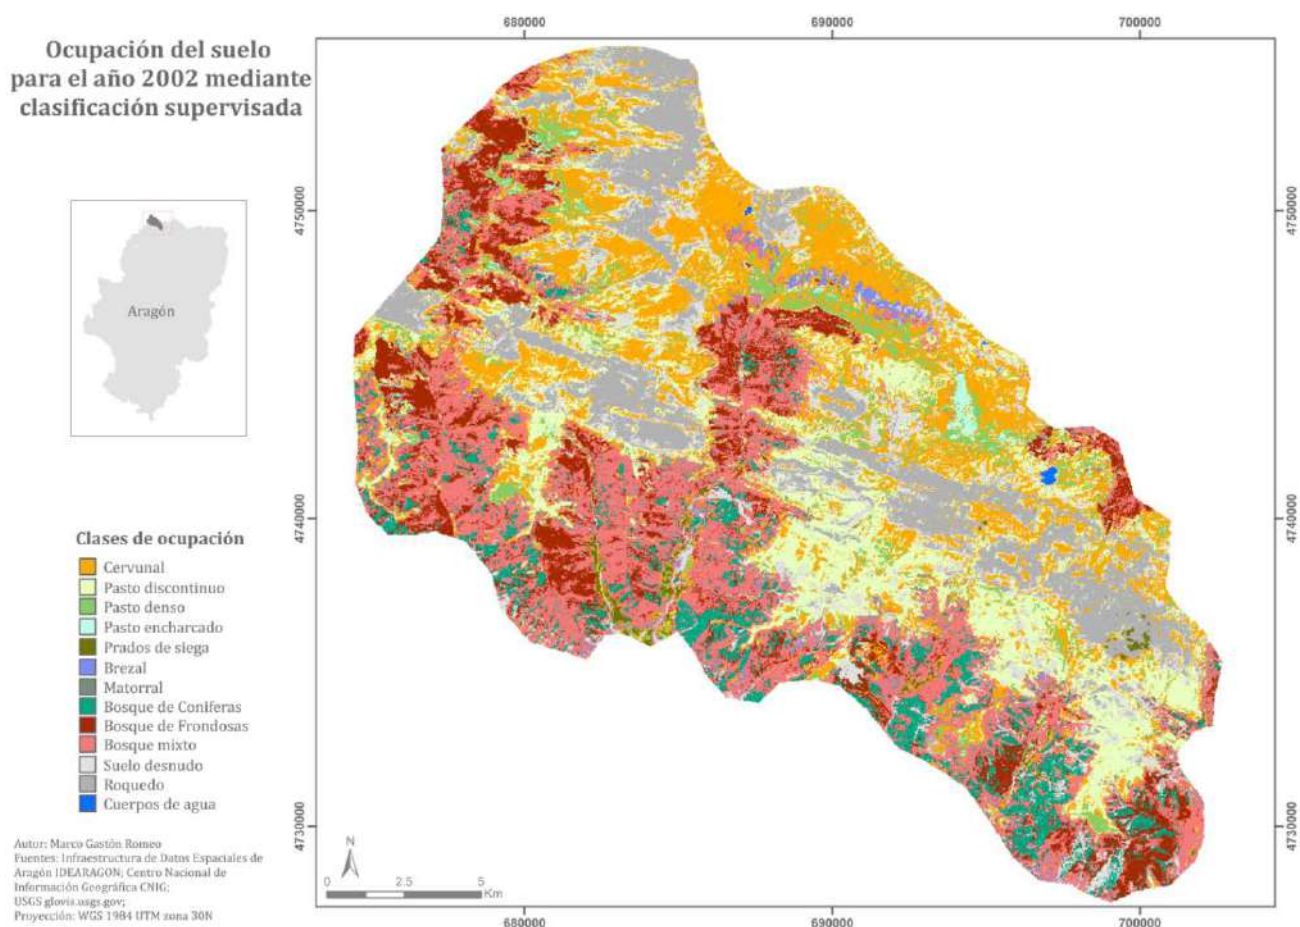 Ocupación del suelo
para el año 2002 mediante
clasificación supervisada
Aragón
Clases de ocupación
Cervunal
Pasto discontinuo
Pasto denso
Pasto encharcado
Prados de siega
Brezal
Matorral
Bosque de Coníferas
Bosque de Frondosas
Bosque mixto
Suelo desnudo
Roquedo
Cuerpos de agua
Autor: Marco Gastón Romeo
Fuentes: Infraestructura de Datos Espaciales de
Aragón IDEARAGON; Centro Nacional de
Información Geográfica CNIG;
USGS glovis.usgs.gov;
Proyección: WGS 1984 UTM zona 30N
680000 690000 700000
4750000 4750000
4740000 4740000
4730000 4730000
N
0 2.5 5
Km
680000 690000 700000